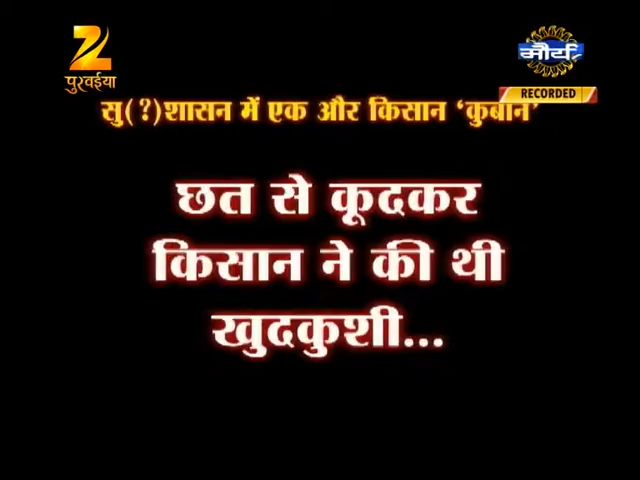 Z
पुरवईया
मौर्य
RECORDED
सु(?)शासन में एक और किसान ‘कुर्बान’
छत से कूदकर
किसान ने की थी
खुदकुशी...